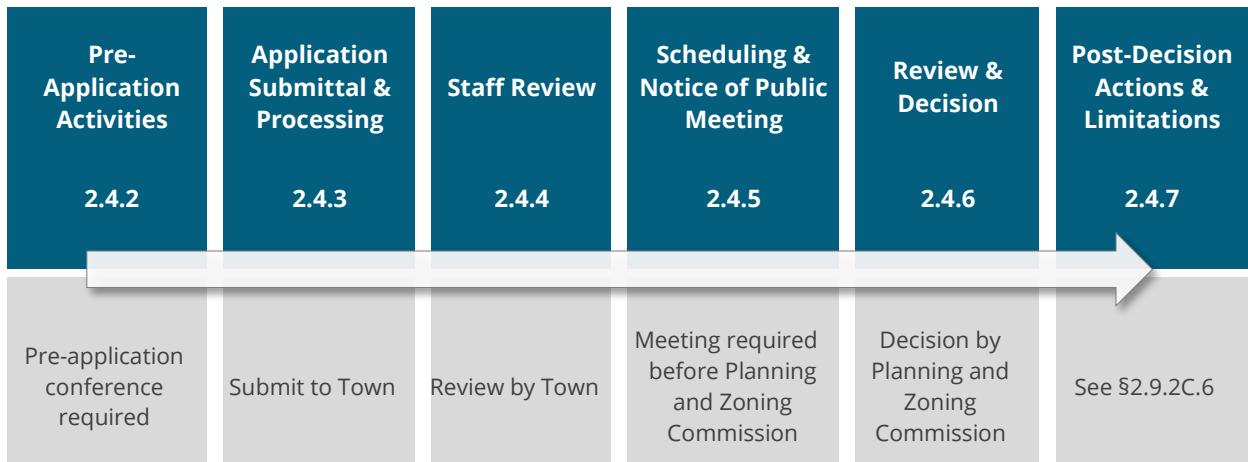 Pre-
Application
Activities
2.4.2
Application
Submittal &
Processing
2.4.3
Staff Review
2.4.4
Scheduling &
Notice of Public
Meeting
2.4.5
Review &
Decision
2.4.6
Post-Decision
Actions &
Limitations
2.4.7
Pre-application
conference
required
Submit to Town
Review by Town
Meeting required
before Planning
and Zoning
Commission
Decision by
Planning and
Zoning
Commission
See §2.9.2C.6